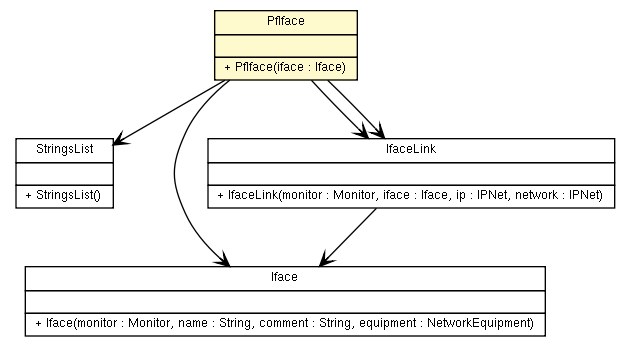 PfIface
+ PfIface(iface : Iface)
StringsList
+ StringsList()
IfaceLink
+ IfaceLink(monitor : Monitor, iface : Iface, ip : IPNet, network : IPNet)
Iface
+ Iface(monitor : Monitor, name : String, comment : String, equipment : NetworkEquipment)